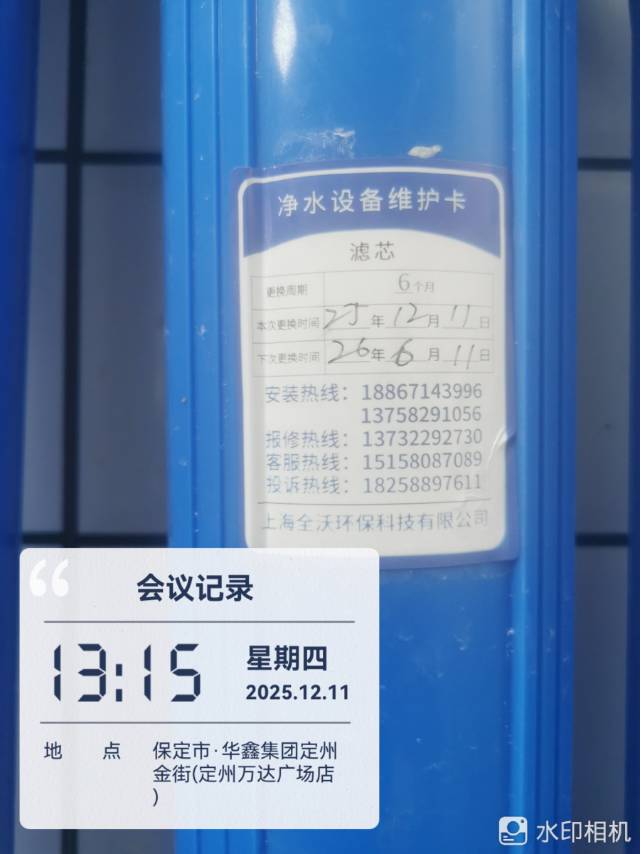 净水设备维护卡
滤芯
更换周期 6个月
本次更换时间 25年12月11日
下次更换时间 26年6月11日
安装热线：18867143996
13758291056
报修热线：13732292730
客服热线：15158087089
投诉热线：18258897611
上海全沃环保科技有限公司
会议记录
13:15
星期四
2025.12.11
地 点 保定市·华鑫集团定州
金街(定州万达广场店
)
水印相机